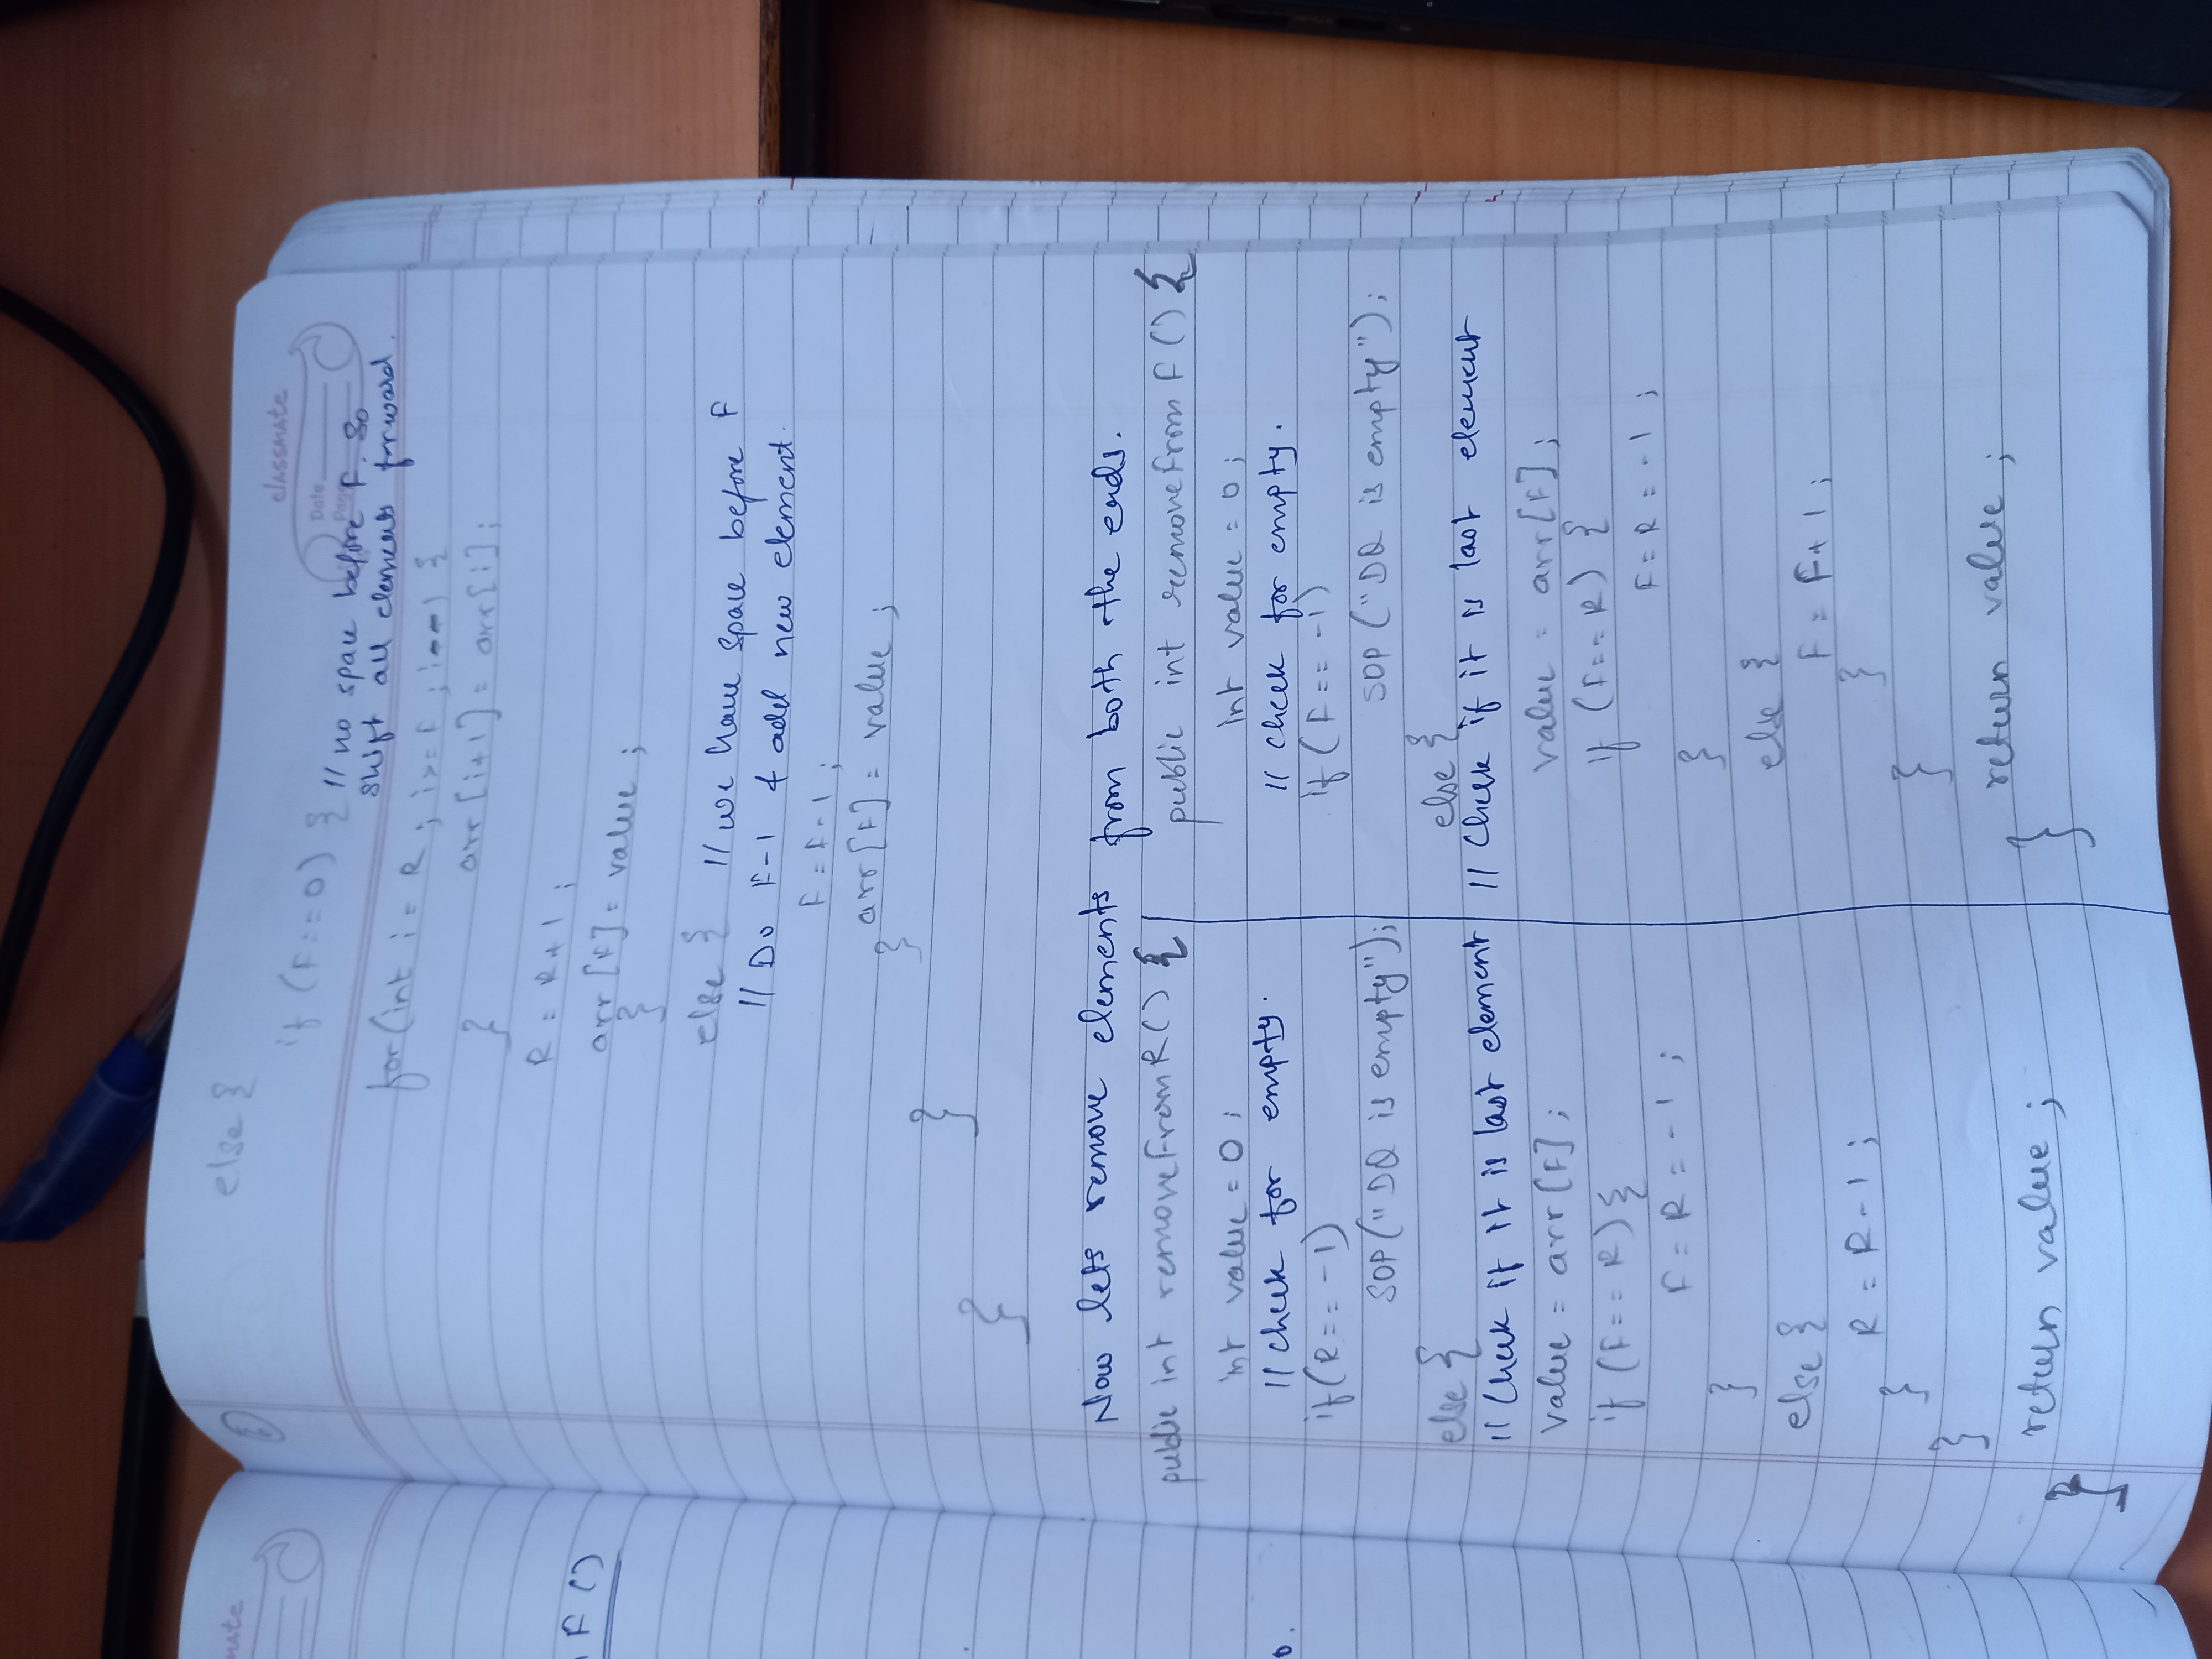 mate
F ()
o.
2
else {
classmate
Date
Page
if (F==0) { // no space before F. So
shift all elements forward.
for (int i = R ; i>=F ; i--) {
arr [i+1] = arr[i];
}
R = R+1 ;
arr [F] = value ;
}
else { // we have space before F
// Do F-1 & add new element.
F = F-1 ;
arr [F] = value ;
}
}
}
Now lets remove elements from both the ends.
public int removeFromR() {
int value = 0 ;
// check for empty.
if (R == -1)
SOP ("DQ is empty");
else {
// Check if it is last element
value = arr [F] ;
if (F == R) {
F = R = -1 ;
}
else {
R = R-1 ;
}
}
return value ;
}
public int removeFrom F () {
int value = 0 ;
// check for empty.
if (F == -1)
SOP ("DQ is empty") ;
else {
// Check if it is last element
value = arr[F] ;
if (F == R) {
F = R = -1 ;
}
else {
F = F+1 ;
}
}
return value ;
}